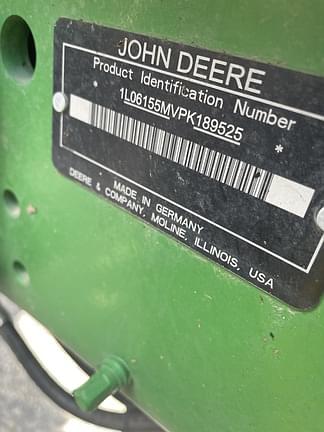 JOHN DEERE
Product Identification Number
1L06155MVPK189525
*
MADE IN GERMANY
DEERE & COMPANY, MOLINE, ILLINOIS, USA